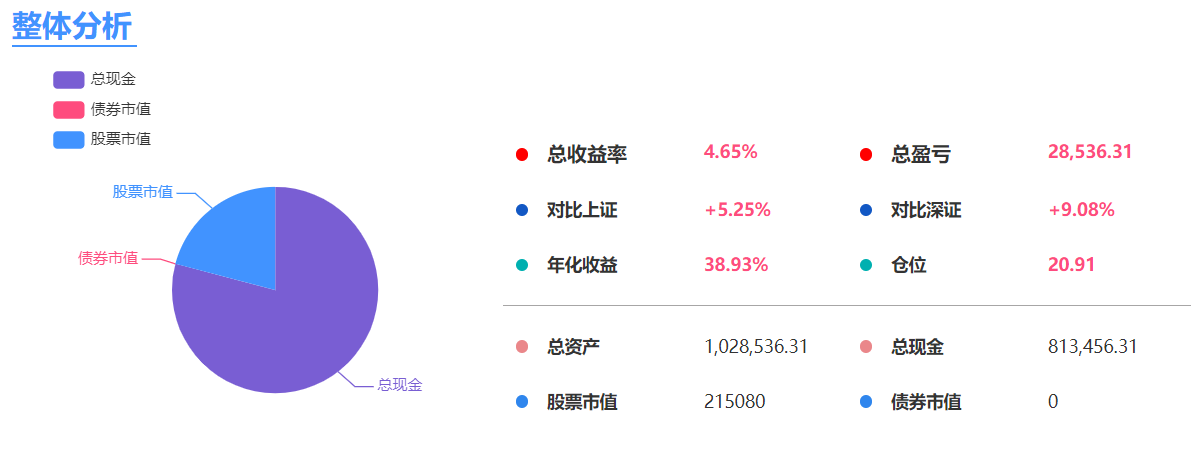 整体分析
总现金
债券市值
股票市值
股票市值
债券市值
总现金
总收益率 4.65% 总盈亏 28,536.31
对比上证 +5.25% 对比深证 +9.08%
年化收益 38.93% 仓位 20.91
总资产 1,028,536.31 总现金 813,456.31
股票市值 215080 债券市值 0